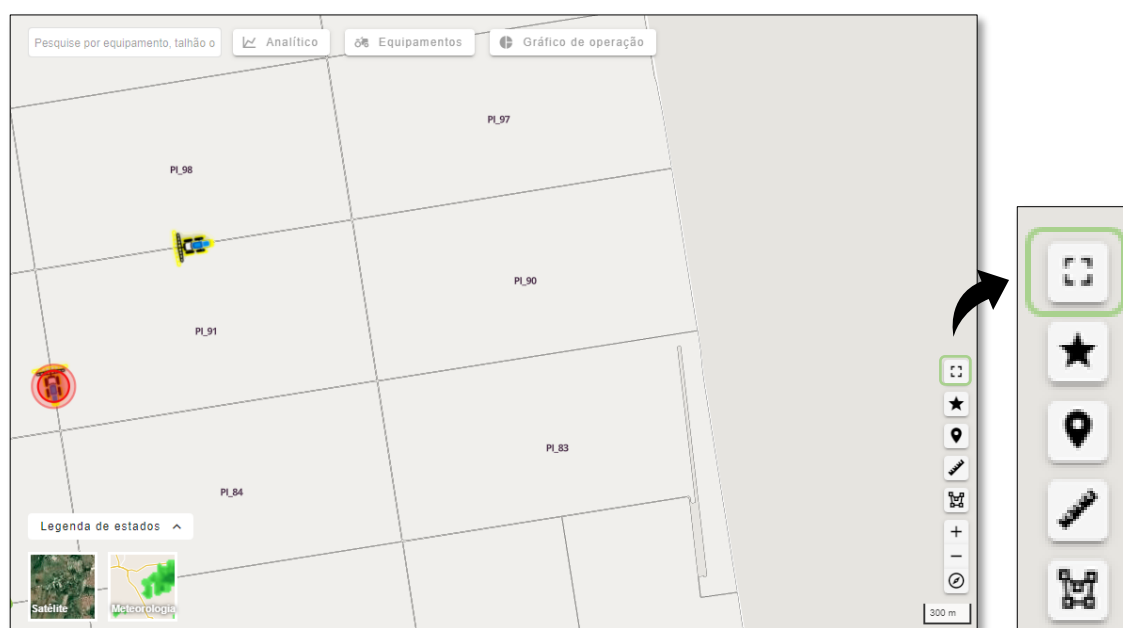 Pesquise por equipamento, talhão o
Analítico
Equipamentos
Gráfico de operação
PI_97
PI_98
PI_90
PI_91
PI_83
PI_84
Legenda de estados
Satélite
Meteorologia
300 m